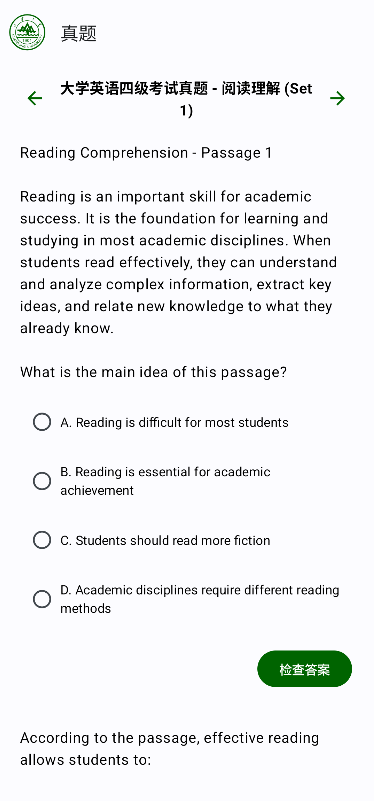 真题
大学英语四级考试真题 - 阅读理解 (Set
1)
Reading Comprehension - Passage 1
Reading is an important skill for academic
success. It is the foundation for learning and
studying in most academic disciplines. When
students read effectively, they can understand
and analyze complex information, extract key
ideas, and relate new knowledge to what they
already know.
What is the main idea of this passage?
A. Reading is difficult for most students
B. Reading is essential for academic
achievement
C. Students should read more fiction
D. Academic disciplines require different reading
methods
检查答案
According to the passage, effective reading
allows students to: